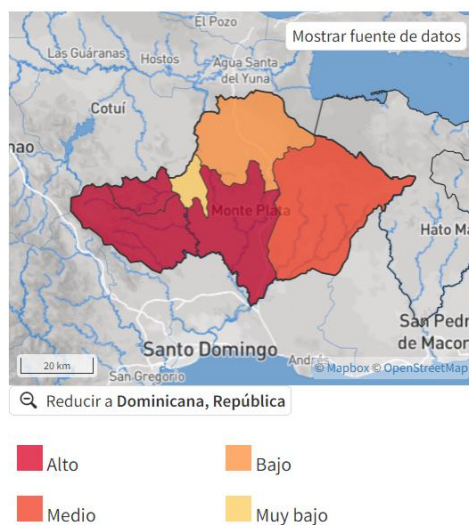 El Pozo
Mostrar fuente de datos
Las Guáranas
Hostos
Agua Santa
del Yuna
Cotuí
nao
Monte Plata
Hato Ma
San Pedr
de Macor
Santo Domingo
Andrés
20 km
© Mapbox © OpenStreetMap
San Gregorio
Reducir a Dominicana, República
Alto
Bajo
Medio
Muy bajo